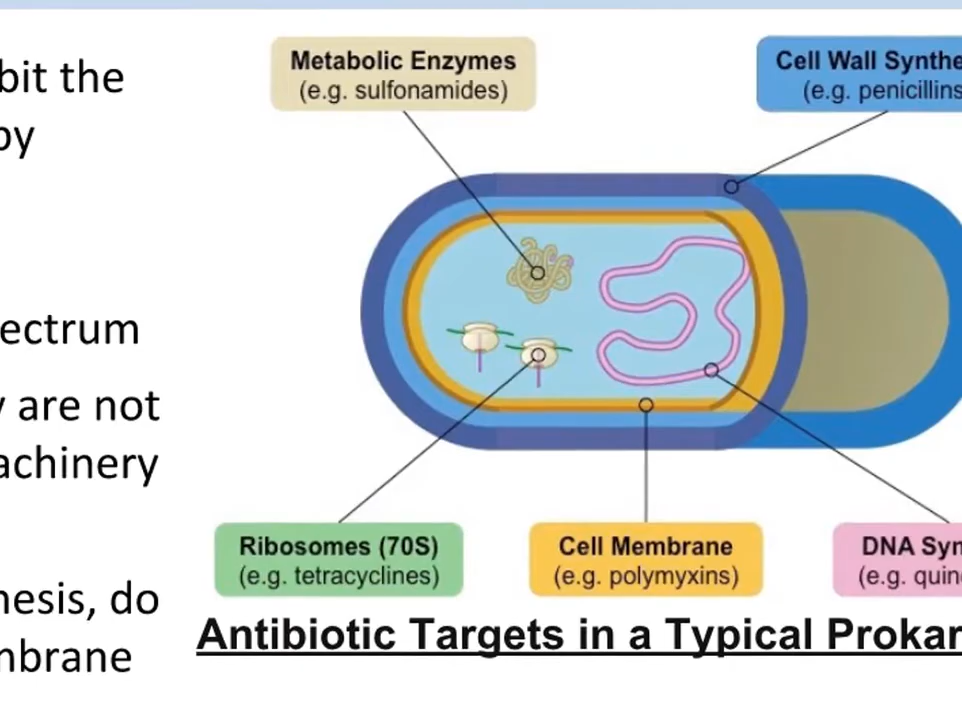 bit the
by
ectrum
y are not
achinery
nesis, do
mbrane
Metabolic Enzymes
(e.g. sulfonamides)
Cell Wall Synthe
(e.g. penicillins
Ribosomes (70S)
(e.g. tetracyclines)
Cell Membrane
(e.g. polymyxins)
DNA Syn
(e.g. quin
Antibiotic Targets in a Typical Prokar